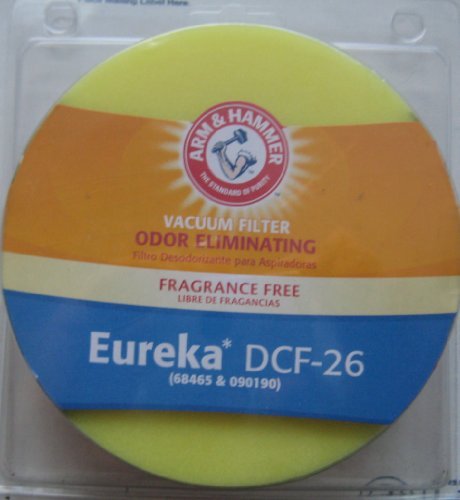 ARM & HAMMER
THE STANDARD OF PURITY
VACUUM FILTER
ODOR ELIMINATING
Filtro Desodorizante para Aspiradoras
FRAGRANCE FREE
LIBRE DE FRAGANCIAS
Eureka* DCF-26
(68465 & 090190)